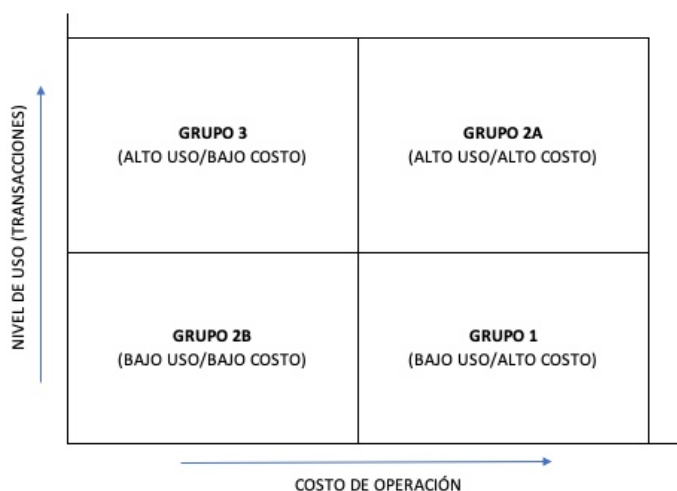 NIVEL DE USO (TRANSACCIONES)
GRUPO 3
(ALTO USO/BAJO COSTO)
GRUPO 2A
(ALTO USO/ALTO COSTO)
GRUPO 2B
(BAJO USO/BAJO COSTO)
GRUPO 1
(BAJO USO/ALTO COSTO)
COSTO DE OPERACIÓN